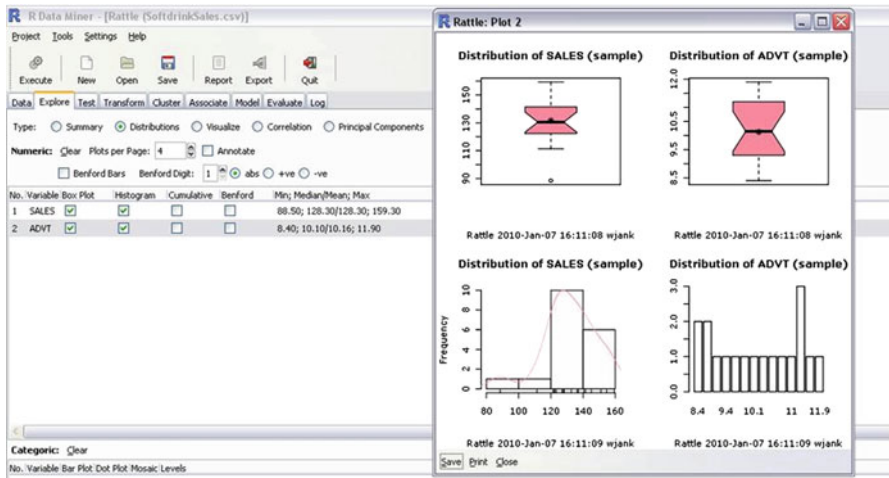 R Data Miner - [Rattle (SoftdrinkSales.csv)]
Project Tools Settings Help
Execute New Open Save Report Export Quit
Data Explore Test Transform Cluster Associate Model Evaluate Log
Type: Summary Distributions Visualize Correlation Principal Components
Numeric: Clear Plots per Page: 4 Annotate
Benford Bars Benford Digit: 1 abs +ve -ve
No. Variable Box Plot Histogram Cumulative Benford Min; Median/Mean; Max
1 SALES 88.50; 128.30/128.30; 159.30
2 ADVT 8.40; 10.10/10.16; 11.90
Categoric: Clear
No. Variable Bar Plot Dot Plot Mosaic Levels
Rattle: Plot 2
Distribution of SALES (sample)
150
130
110
90
Rattle 2010-Jan-07 16:11:08 wjank
Distribution of ADVT (sample)
12.0
10.5
9.5
8.5
Rattle 2010-Jan-07 16:11:08 wjank
Distribution of SALES (sample)
Frequency
10
8
6
4
2
0
80 100 120 140 160
Rattle 2010-Jan-07 16:11:09 wjank
Distribution of ADVT (sample)
3.0
2.0
1.0
0.0
8.4 9.4 10.1 11 11.9
Rattle 2010-Jan-07 16:11:09 wjank
Save Print Close